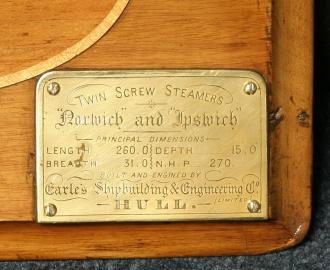 TWIN SCREW STEAMERS
"Norwich" and "Ipswich"
PRINCIPAL DIMENSIONS
LENGTH 260.0 DEPTH 15.0
BREADTH 31.0 N.H.P. 270.
BUILT AND ENGINED BY
Earle's Shipbuilding & Engineering Co
HULL. (LIMITED)